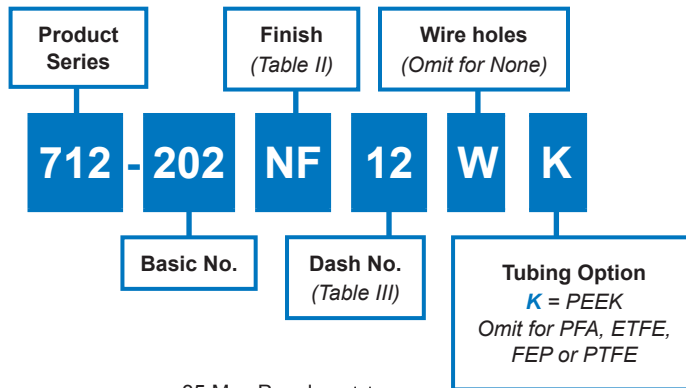 Product
Series
Finish
(Table II)
Wire holes
(Omit for None)
712 - 202 NF 12 W K
Basic No.
Dash No.
(Table III)
Tubing Option
K = PEEK
Omit for PFA, ETFE,
FEP or PTFE